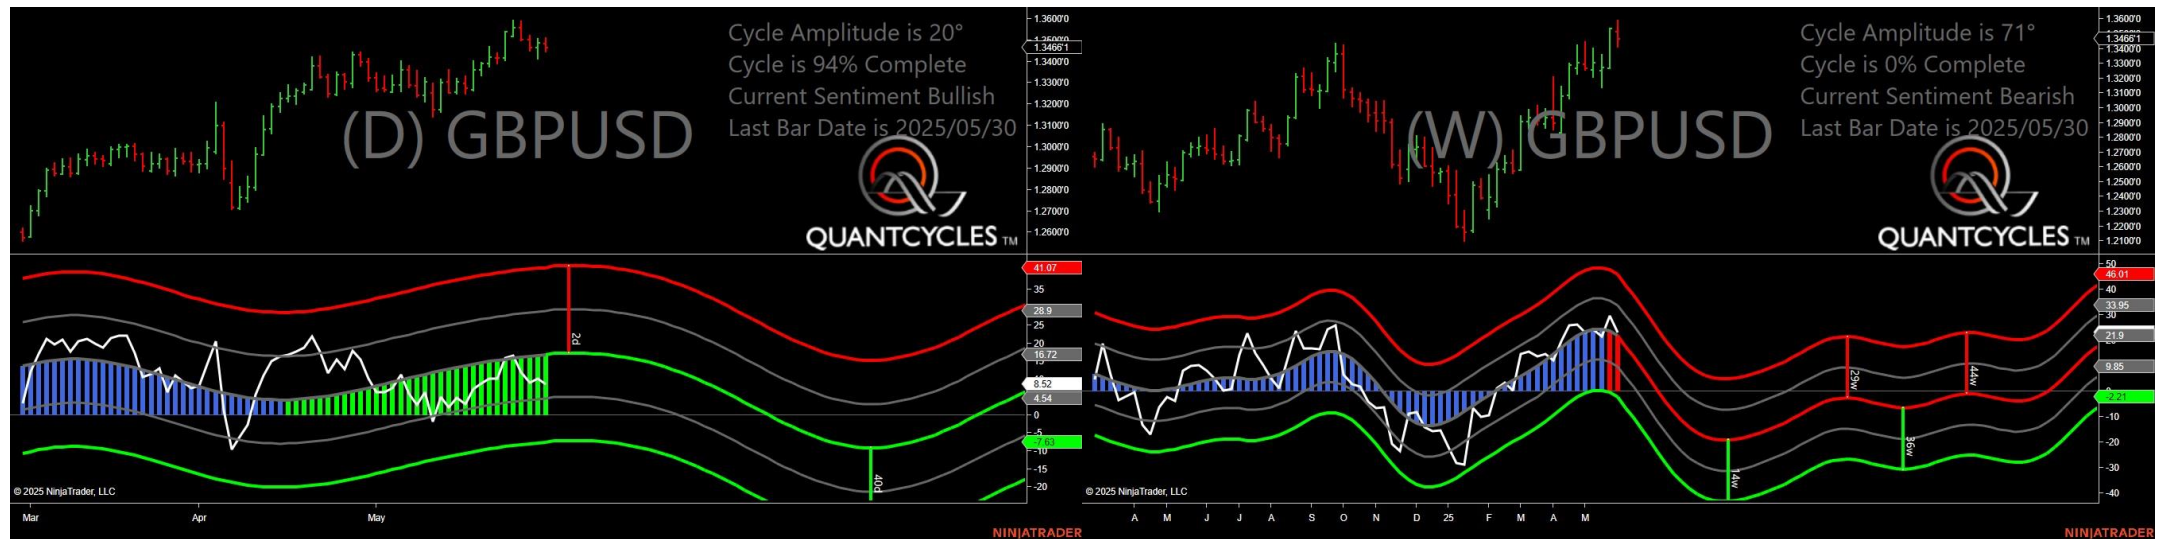 Cycle Amplitude is 20°
Cycle is 94% Complete
Current Sentiment Bullish
Last Bar Date is 2025/05/30
(D) GBPUSD
QUANTCYCLES TM
1.3600'0
1.3466'1
1.3400'0
1.3300'0
1.3200'0
1.3100'0
1.3000'0
1.2900'0
1.2800'0
1.2700'0
1.2600'0
41.07
35
28.9
25
20
16.72
8.52
4.54
0
-5
-7.63
-10
-15
-20
2d
40d
© 2025 NinjaTrader, LLC
Mar Apr May
NINJATRADER
Cycle Amplitude is 71°
Cycle is 0% Complete
Current Sentiment Bearish
Last Bar Date is 2025/05/30
(W) GBPUSD
QUANTCYCLES TM
1.3600'0
1.3466'1
1.3400'0
1.3300'0
1.3200'0
1.3100'0
1.3000'0
1.2900'0
1.2800'0
1.2700'0
1.2600'0
1.2500'0
1.2400'0
1.2300'0
1.2200'0
1.2100'0
50
46.01
40
33.95
30
21.9
9.85
0
-2.21
-10
-20
-30
-40
14w
29w
36w
44w
© 2025 NinjaTrader, LLC
A M J J A S O N D 25 F M A M
NINJATRADER